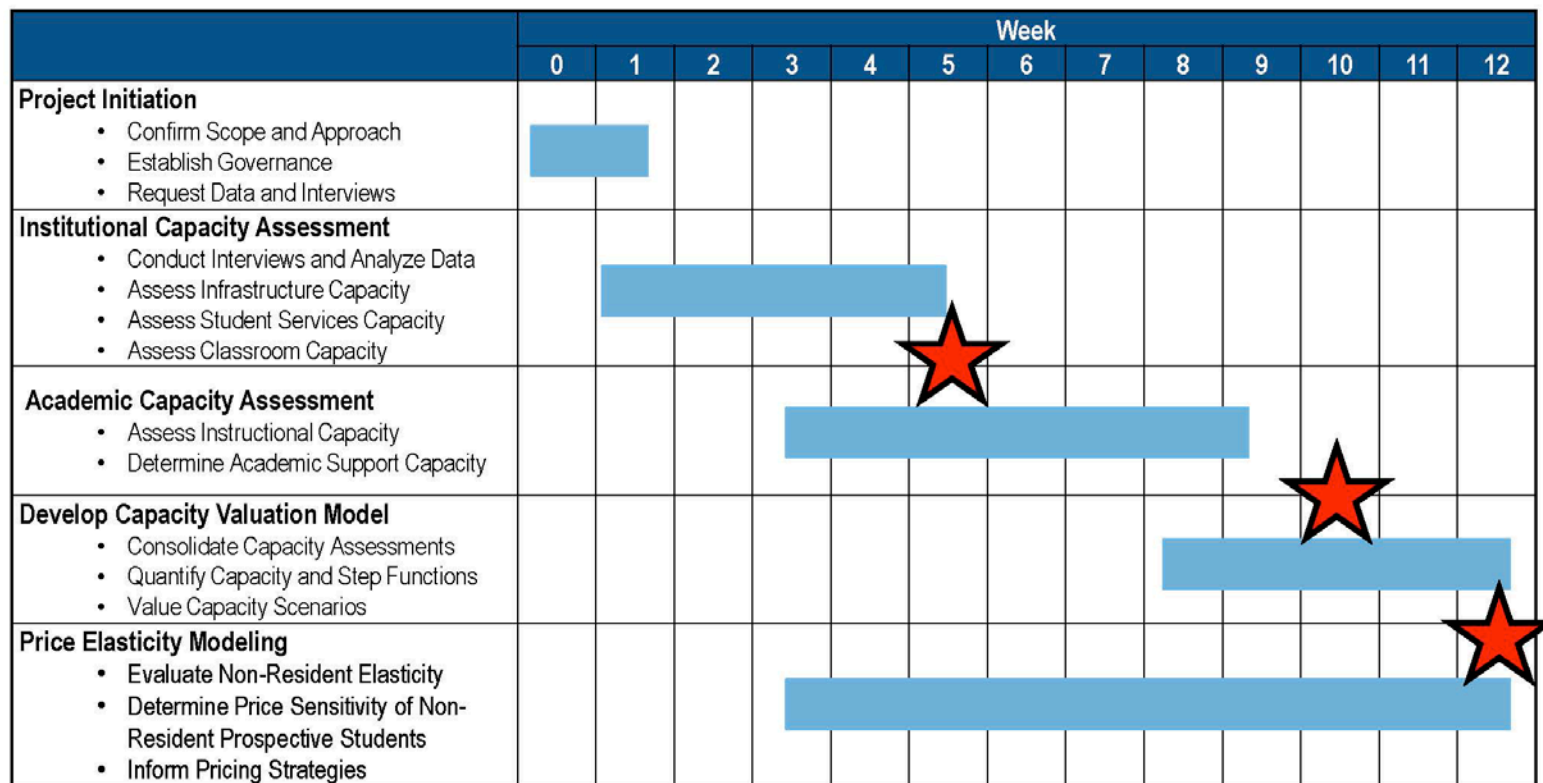 Week
0 1 2 3 4 5 6 7 8 9 10 11 12
Project Initiation
• Confirm Scope and Approach
• Establish Governance
• Request Data and Interviews
Institutional Capacity Assessment
• Conduct Interviews and Analyze Data
• Assess Infrastructure Capacity
• Assess Student Services Capacity
• Assess Classroom Capacity
Academic Capacity Assessment
• Assess Instructional Capacity
• Determine Academic Support Capacity
Develop Capacity Valuation Model
• Consolidate Capacity Assessments
• Quantify Capacity and Step Functions
• Value Capacity Scenarios
Price Elasticity Modeling
• Evaluate Non-Resident Elasticity
• Determine Price Sensitivity of Non-
Resident Prospective Students
• Inform Pricing Strategies